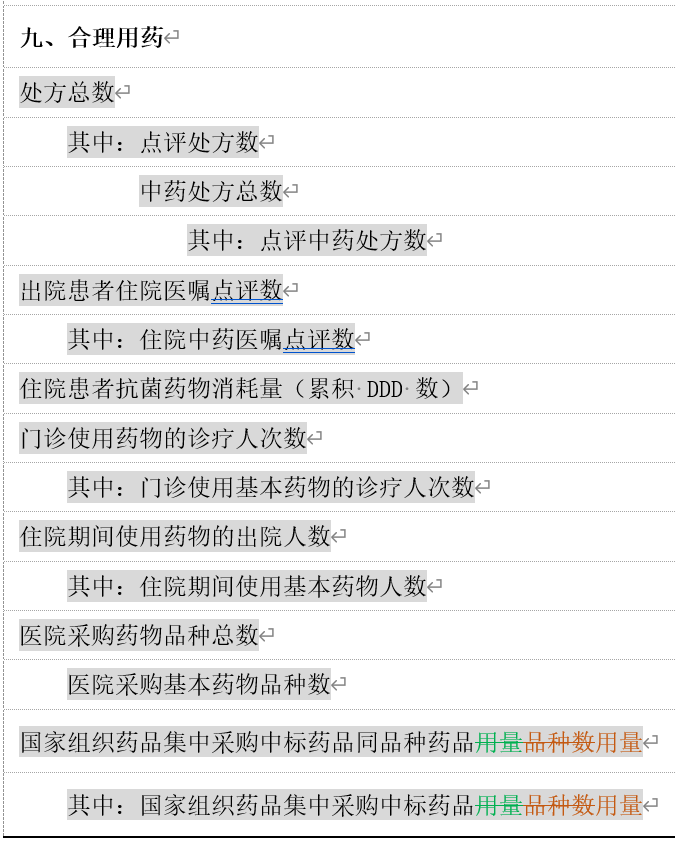 九、合理用药
处方总数
其中：点评处方数
中药处方总数
其中：点评中药处方数
出院患者住院医嘱点评数
其中：住院中药医嘱点评数
住院患者抗菌药物消耗量（累积 DDD 数）
门诊使用药物的诊疗人次数
其中：门诊使用基本药物的诊疗人次数
住院期间使用药物的出院人数
其中：住院期间使用基本药物人数
医院采购药物品种总数
医院采购基本药物品种数
国家组织药品集中采购中标药品同品种药品用量品种数用量
其中：国家组织药品集中采购中标药品用量品种数用量